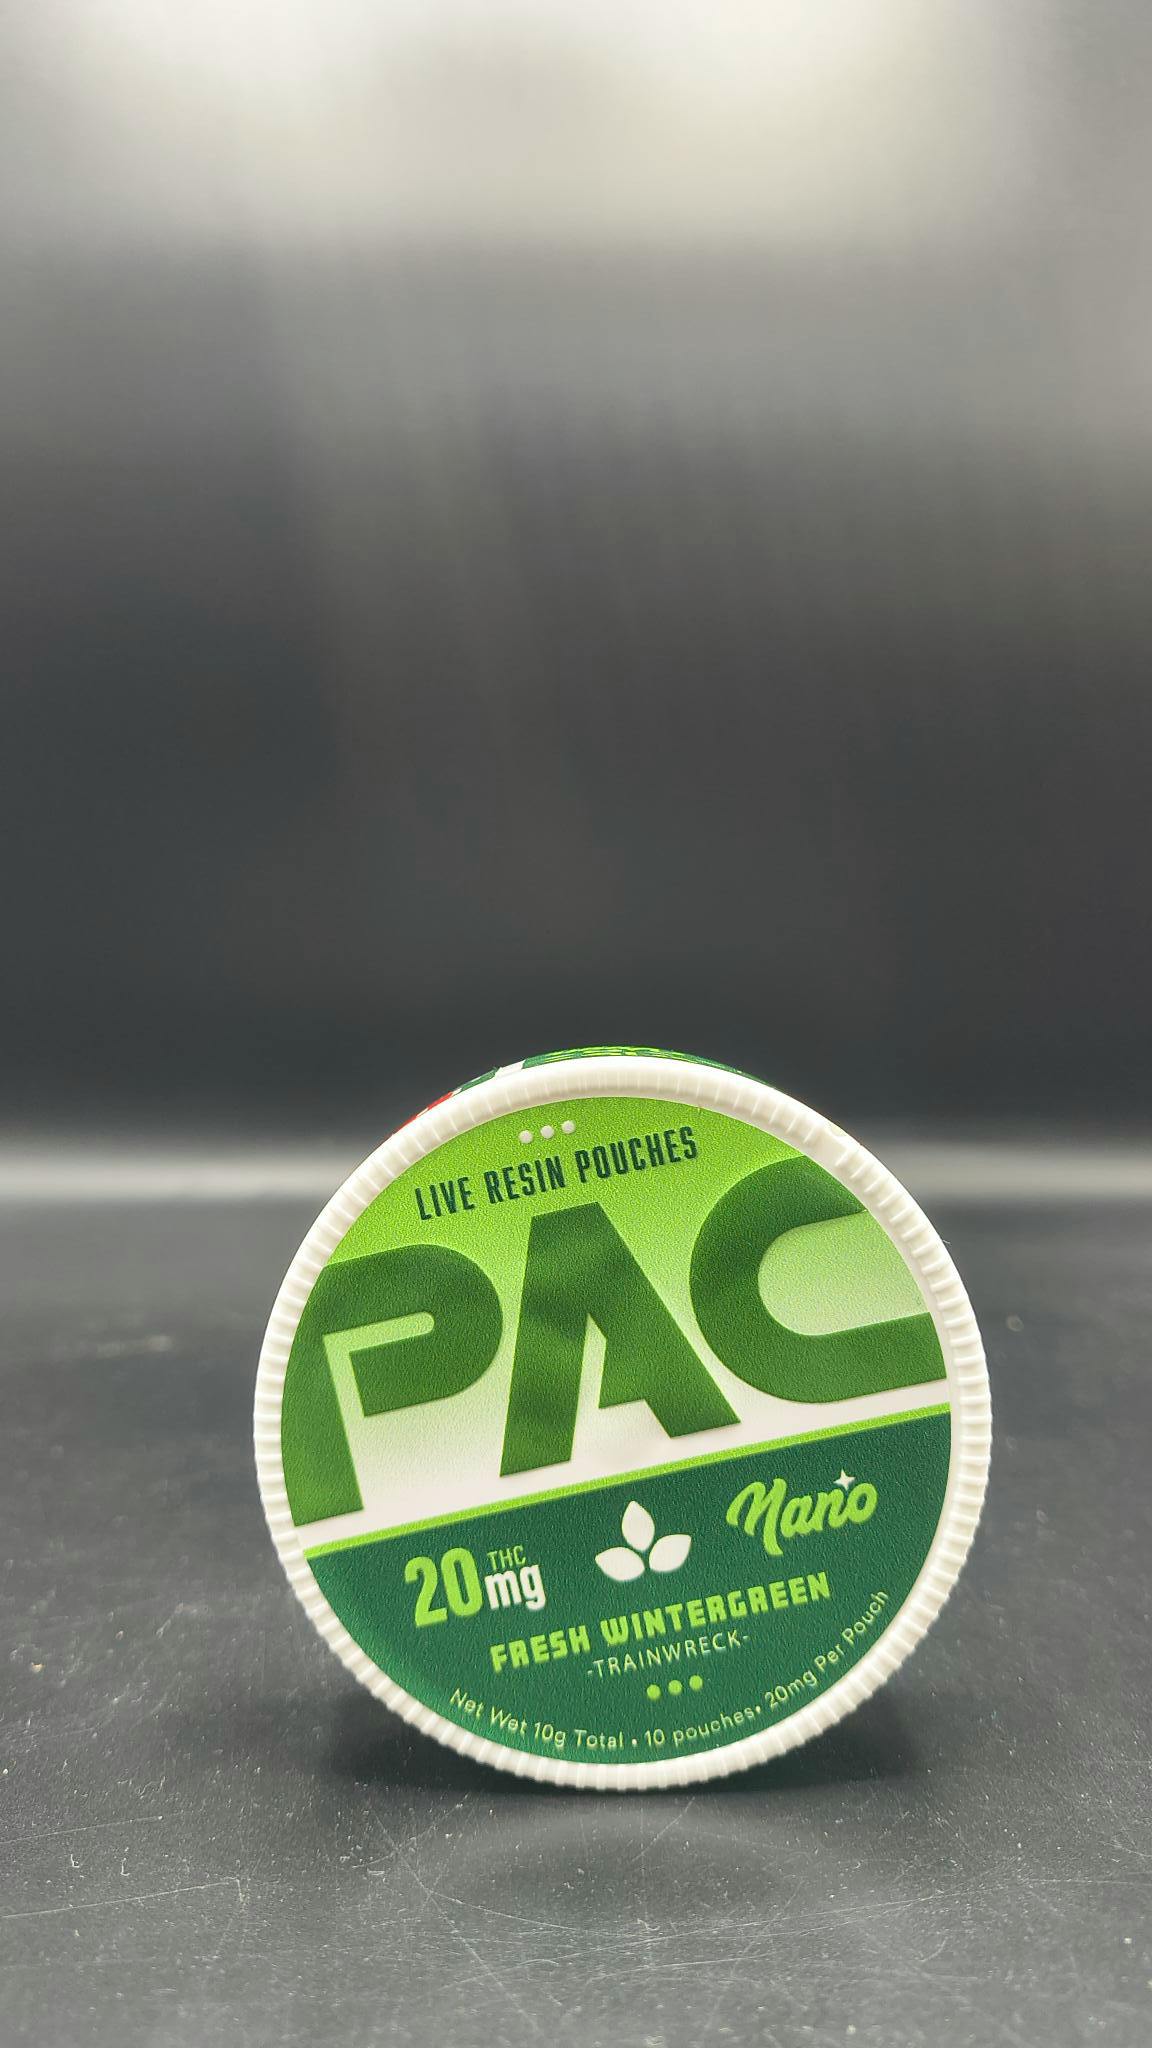 LIVE RESIN POUCHES
PAC
20 THC mg
Nano
FRESH WINTERGREEN
-TRAINWRECK-
Net Wet 10g Total • 10 pouches• 20mg Per Pouch